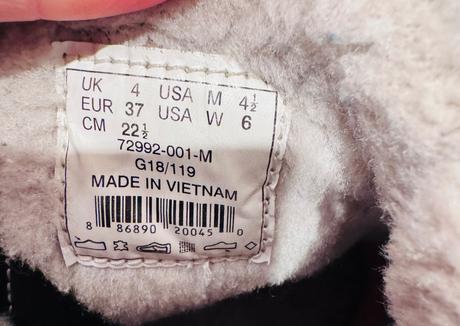 UK 4 USA M 4½
EUR 37 USA W 6
CM 22½
72992-001-M
G18/119
MADE IN VIETNAM
8 86890 20045 0